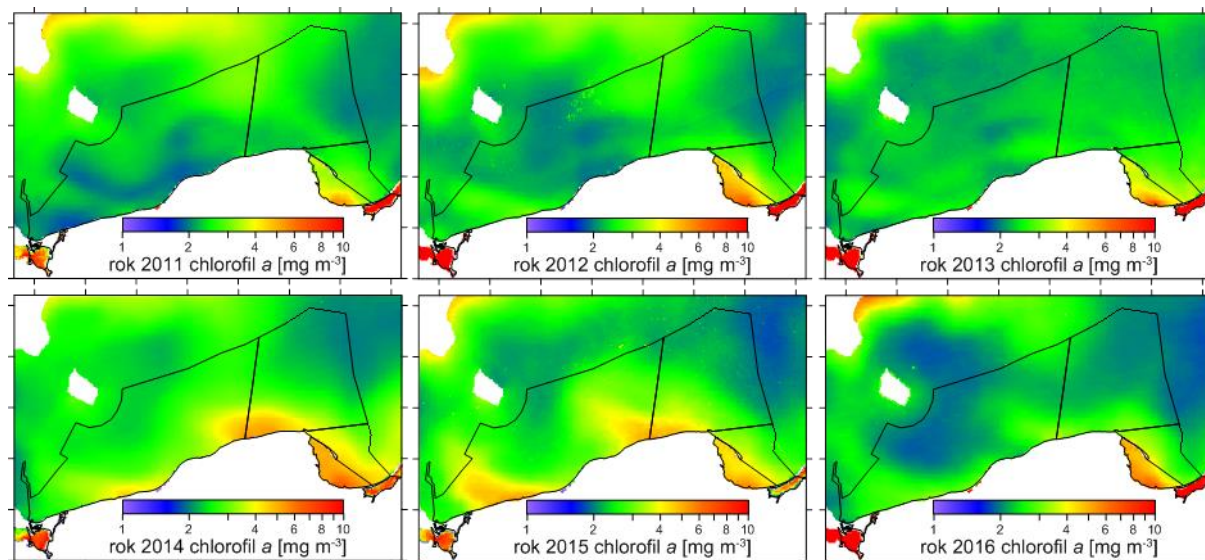 1 2 4 6 8 10
rok 2011 chlorofil a [mg m-3]
1 2 4 6 8 10
rok 2012 chlorofil a [mg m-3]
1 2 4 6 8 10
rok 2013 chlorofil a [mg m-3]
1 2 4 6 8 10
rok 2014 chlorofil a [mg m-3]
1 2 4 6 8 10
rok 2015 chlorofil a [mg m-3]
1 2 4 6 8 10
rok 2016 chlorofil a [mg m-3]